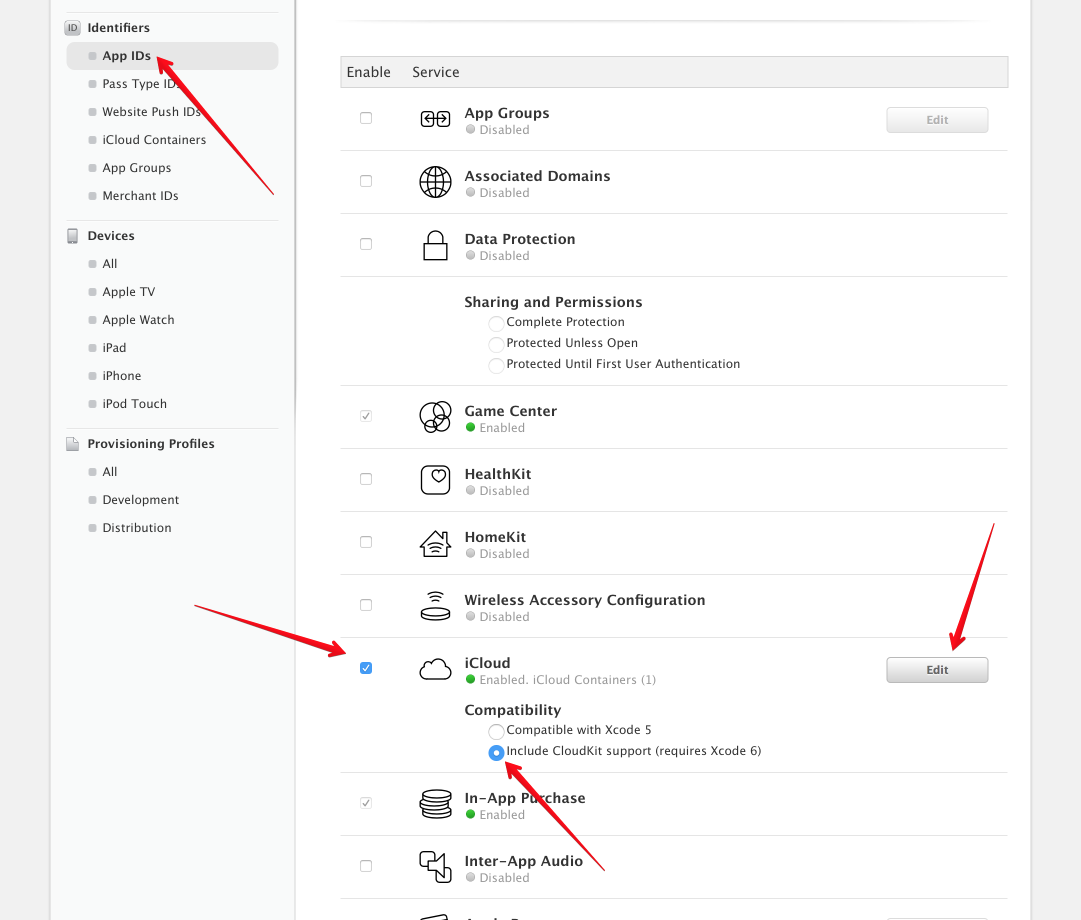 ID Identifiers
App IDs
Pass Type IDs
Website Push IDs
iCloud Containers
App Groups
Merchant IDs
Devices
All
Apple TV
Apple Watch
iPad
iPhone
iPod Touch
Provisioning Profiles
All
Development
Distribution
Enable Service
App Groups
Disabled
Edit
Associated Domains
Disabled
Data Protection
Disabled
Sharing and Permissions
Complete Protection
Protected Unless Open
Protected Until First User Authentication
Game Center
Enabled
HealthKit
Disabled
HomeKit
Disabled
Wireless Accessory Configuration
Disabled
iCloud
Enabled. iCloud Containers (1)
Edit
Compatibility
Compatible with Xcode 5
Include CloudKit support (requires Xcode 6)
In-App Purchase
Enabled
Inter-App Audio
Disabled